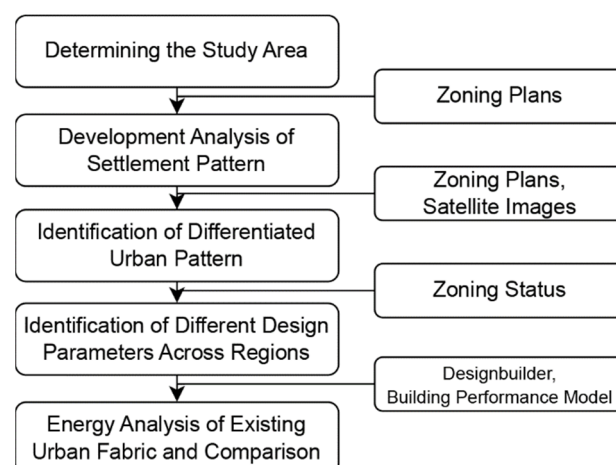 Determining the Study Area
Zoning Plans
Development Analysis of
Settlement Pattern
Zoning Plans,
Satellite Images
Identification of Differentiated
Urban Pattern
Zoning Status
Identification of Different Design
Parameters Across Regions
Designbuilder,
Building Performance Model
Energy Analysis of Existing
Urban Fabric and Comparison